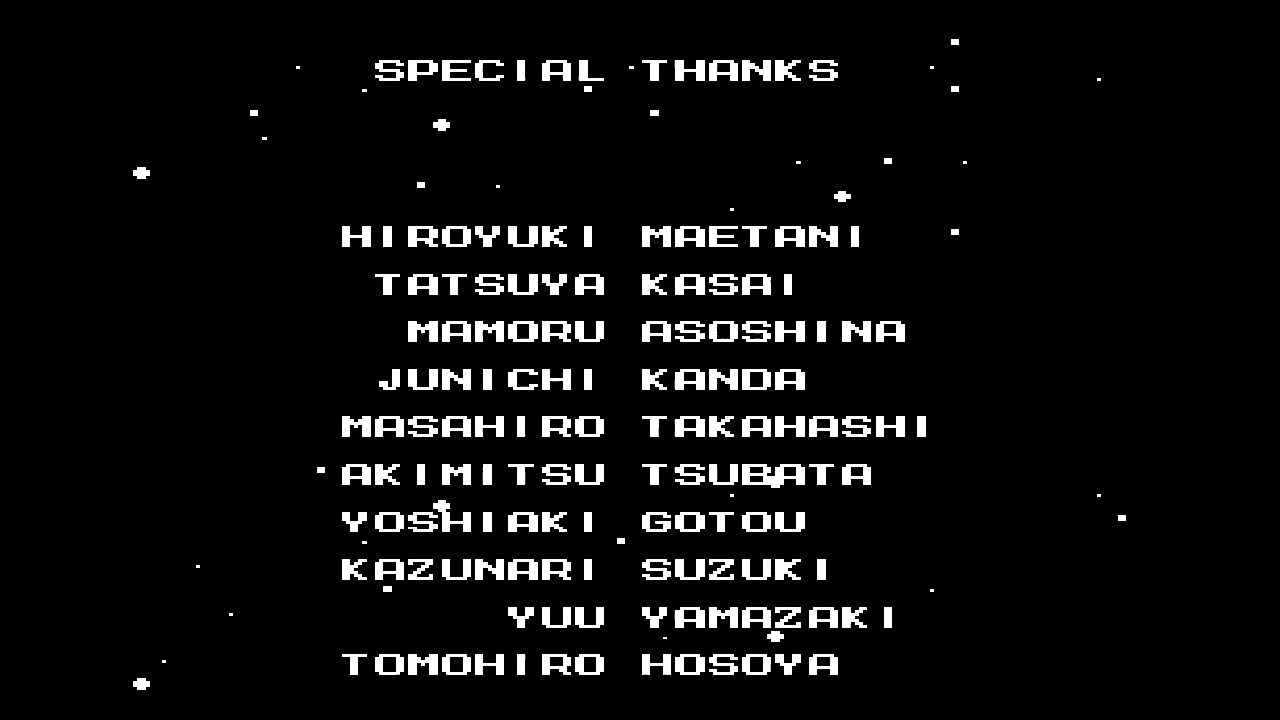 SPECIAL THANKS
HIROYUKI MAETANI
TATSUYA KASAI
MAMORU ASOSHINA
JUNICHI KANDA
MASAHIRO TAKAHASHI
AKIMITSU TSUBATA
YOSHIAKI GOTOU
KAZUNARI SUZUKI
YUU YAMAZAKI
TOMOHIRO HOSOYA